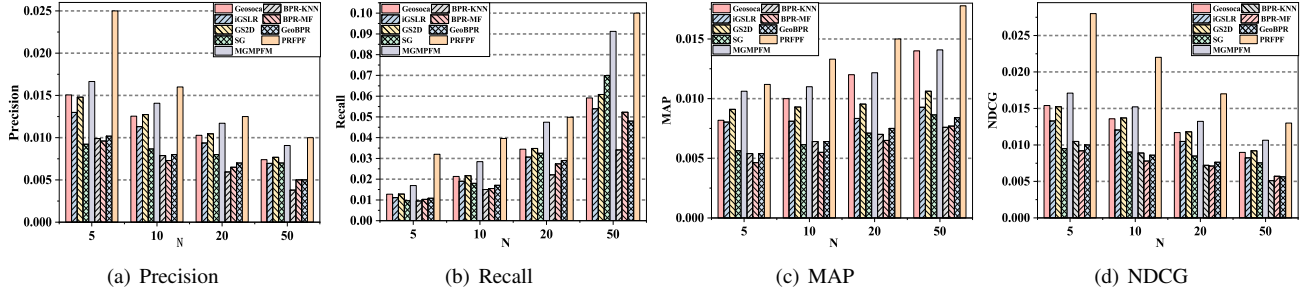 Geosoca
iGSLR
GS2D
SG
MGMPFM
BPR-KNN
BPR-MF
GeoBPR
PRFPF
0.025
0.020
0.015
0.010
0.005
0.000
Precision
5 10 20 50
N
(a) Precision
Geosoca
iGSLR
GS2D
SG
MGMPFM
BPR-KNN
BPR-MF
GeoBPR
PRFPF
0.10
0.09
0.08
0.07
0.06
0.05
0.04
0.03
0.02
0.01
0.00
Recall
5 10 20 50
N
(b) Recall
Geosoca
iGSLR
GS2D
SG
MGMPFM
BPR-KNN
BPR-MF
GeoBPR
PRFPF
0.015
0.010
0.005
0.000
MAP
5 10 20 50
N
(c) MAP
Geosoca
iGSLR
GS2D
SG
MGMPFM
BPR-KNN
BPR-MF
GeoBPR
PRFPF
0.030
0.025
0.020
0.015
0.010
0.005
0.000
NDCG
5 10 20 50
N
(d) NDCG